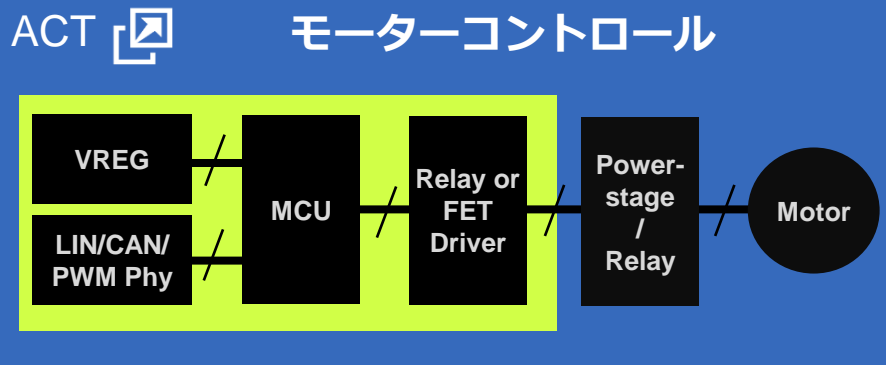 ACT モーターコントロール
VREG
LIN/CAN/
PWM Phy
MCU
Relay or
FET
Driver
Power-
stage
/
Relay
Motor